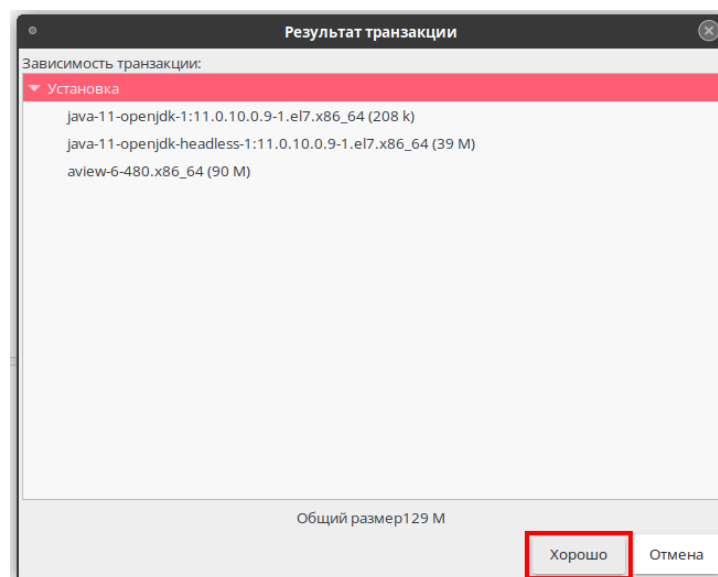 Результат транзакции
Зависимость транзакции:
Установка
java-11-openjdk-1:11.0.10.0.9-1.el7.x86_64 (208 k)
java-11-openjdk-headless-1:11.0.10.0.9-1.el7.x86_64 (39 M)
aview-6-480.x86_64 (90 M)
Общий размер129 M
Хорошо Отмена